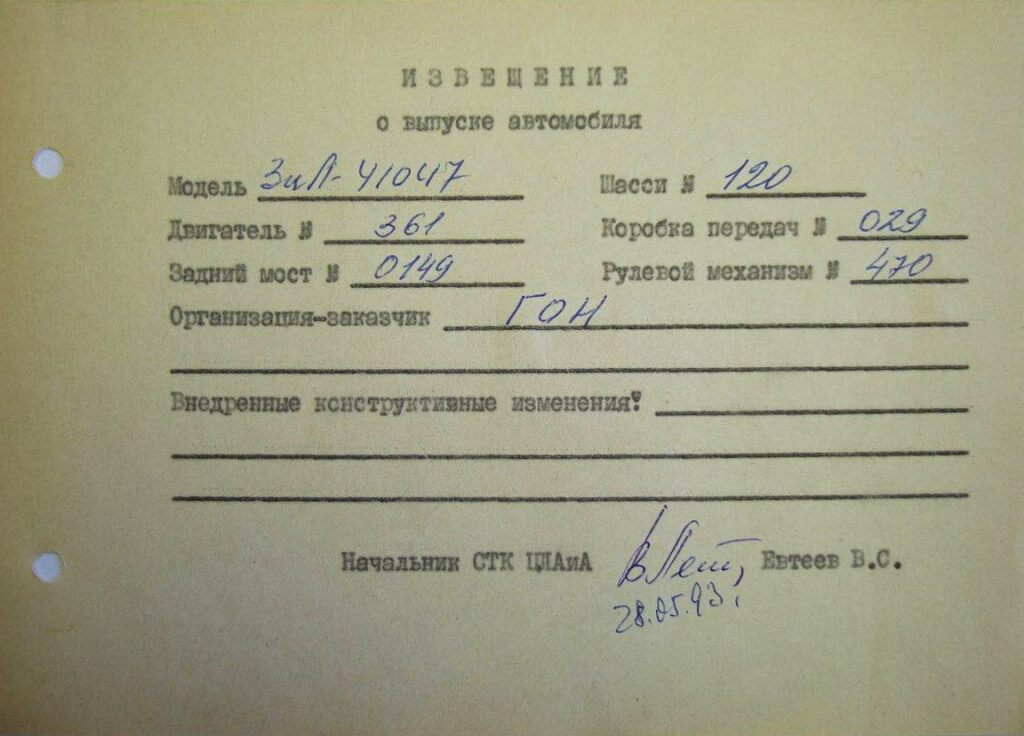 ИЗВЕЩЕНИЕ
о выпуске автомобиля
Модель ЗиЛ-41047 Шасси № 120
Двигатель № 361 Коробка передач № 029
Задний мост № 0149 Рулевой механизм № 470
Организация-заказчик ГОН
Внедренные конструктивные изменения:
Начальник СТК ЦЛАиА Евтеев В.С.
28.05.93.